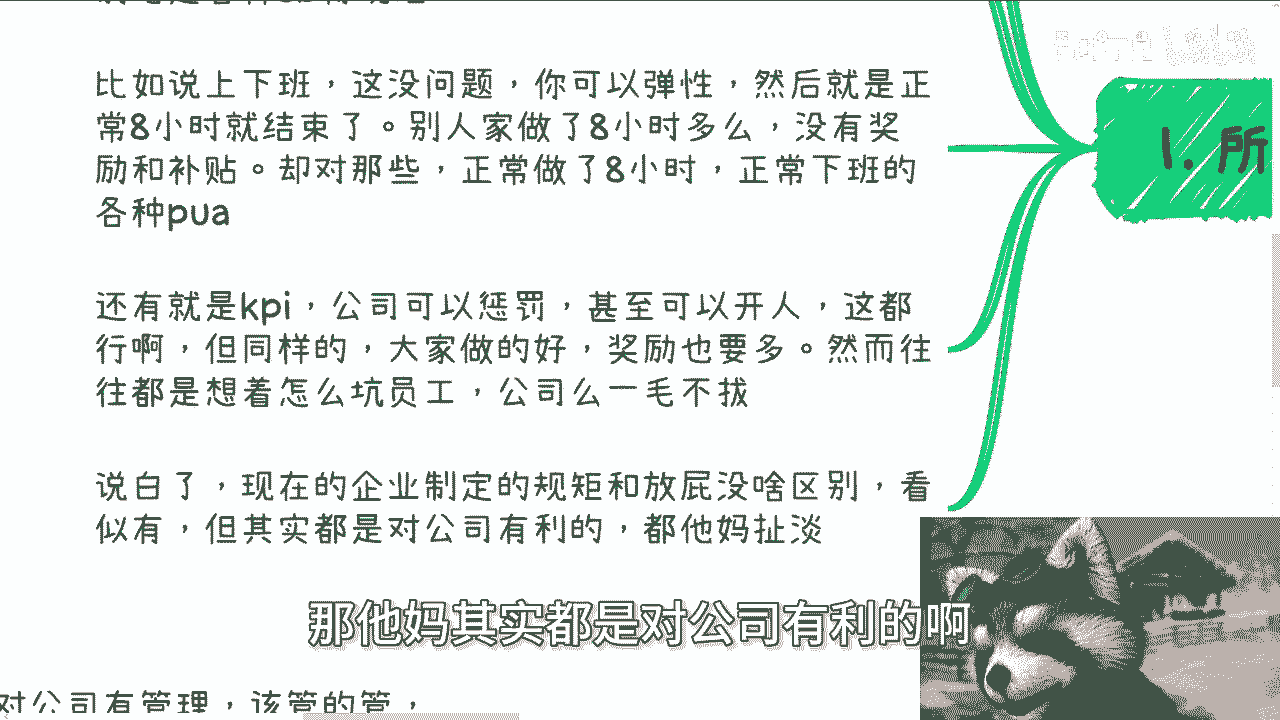 比如说上下班，这没问题，你可以弹性，然后就是正
常8小时就结束了。别人家做了8小时多么，没有奖
励和补贴。却对那些，正常做了8小时，正常下班的
各种pua
还有就是kpi，公司可以惩罚，甚至可以开人，这都
行啊，但同样的，大家做的好，奖励也要多。然而往
往都是想着怎么坑员工，公司么一毛不拔
说白了，现在的企业制定的规矩和放屁没啥区别，看
似有，但其实都是对公司有利的，都他妈扯淡
1. 所
那他妈其实都是对公司有利的啊
对公司有管理，该管的管，